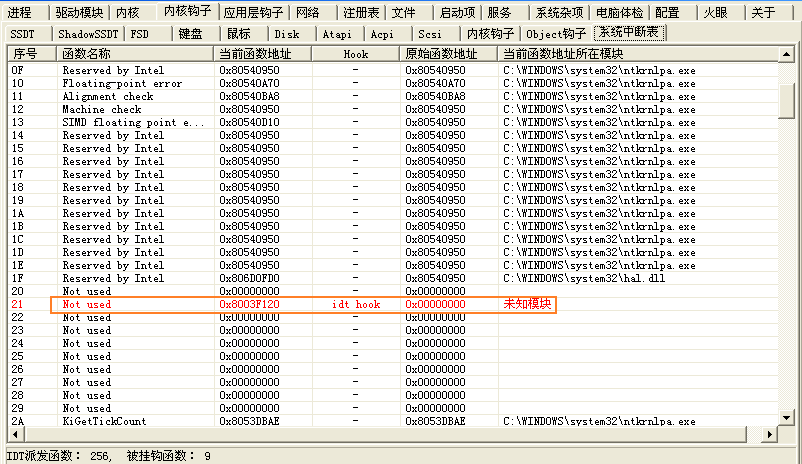 进程 驱动模块 内核 内核钩子 应用层钩子 网络 注册表 文件 启动项 服务 系统杂项 电脑体检 配置 火眼 关于
SSDT ShadowSSDT FSD 键盘 鼠标 Disk Atapi Acpi Scsi 内核钩子 Object钩子 系统中断表
序号 函数名称 当前函数地址 Hook 原始函数地址 当前函数地址所在模块
0F Reserved by Intel 0x80540950 - 0x80540950 C:\WINDOWS\system32\ntkrnlpa.exe
10 Floating-point error 0x80540A70 - 0x80540A70 C:\WINDOWS\system32\ntkrnlpa.exe
11 Alignment check 0x80540BA8 - 0x80540BA8 C:\WINDOWS\system32\ntkrnlpa.exe
12 Machine check 0x80540950 - 0x80540950 C:\WINDOWS\system32\ntkrnlpa.exe
13 SIMD floating point e... 0x80540D10 - 0x80540D10 C:\WINDOWS\system32\ntkrnlpa.exe
14 Reserved by Intel 0x80540950 - 0x80540950 C:\WINDOWS\system32\ntkrnlpa.exe
15 Reserved by Intel 0x80540950 - 0x80540950 C:\WINDOWS\system32\ntkrnlpa.exe
16 Reserved by Intel 0x80540950 - 0x80540950 C:\WINDOWS\system32\ntkrnlpa.exe
17 Reserved by Intel 0x80540950 - 0x80540950 C:\WINDOWS\system32\ntkrnlpa.exe
18 Reserved by Intel 0x80540950 - 0x80540950 C:\WINDOWS\system32\ntkrnlpa.exe
19 Reserved by Intel 0x80540950 - 0x80540950 C:\WINDOWS\system32\ntkrnlpa.exe
1A Reserved by Intel 0x80540950 - 0x80540950 C:\WINDOWS\system32\ntkrnlpa.exe
1B Reserved by Intel 0x80540950 - 0x80540950 C:\WINDOWS\system32\ntkrnlpa.exe
1C Reserved by Intel 0x80540950 - 0x80540950 C:\WINDOWS\system32\ntkrnlpa.exe
1D Reserved by Intel 0x80540950 - 0x80540950 C:\WINDOWS\system32\ntkrnlpa.exe
1E Reserved by Intel 0x80540950 - 0x80540950 C:\WINDOWS\system32\ntkrnlpa.exe
1F Reserved by Intel 0x806D0FD0 - 0x806D0FD0 C:\WINDOWS\system32\hal.dll
20 Not used 0x00000000 - 0x00000000
21 Not used 0x8003F120 idt hook 0x00000000 未知模块
22 Not used 0x00000000 - 0x00000000
23 Not used 0x00000000 - 0x00000000
24 Not used 0x00000000 - 0x00000000
25 Not used 0x00000000 - 0x00000000
26 Not used 0x00000000 - 0x00000000
27 Not used 0x00000000 - 0x00000000
28 Not used 0x00000000 - 0x00000000
29 Not used 0x00000000 - 0x00000000
2A KiGetTickCount 0x8053DBAE - 0x8053DBAE C:\WINDOWS\system32\ntkrnlpa.exe
IDT派发函数: 256, 被挂钩函数: 9